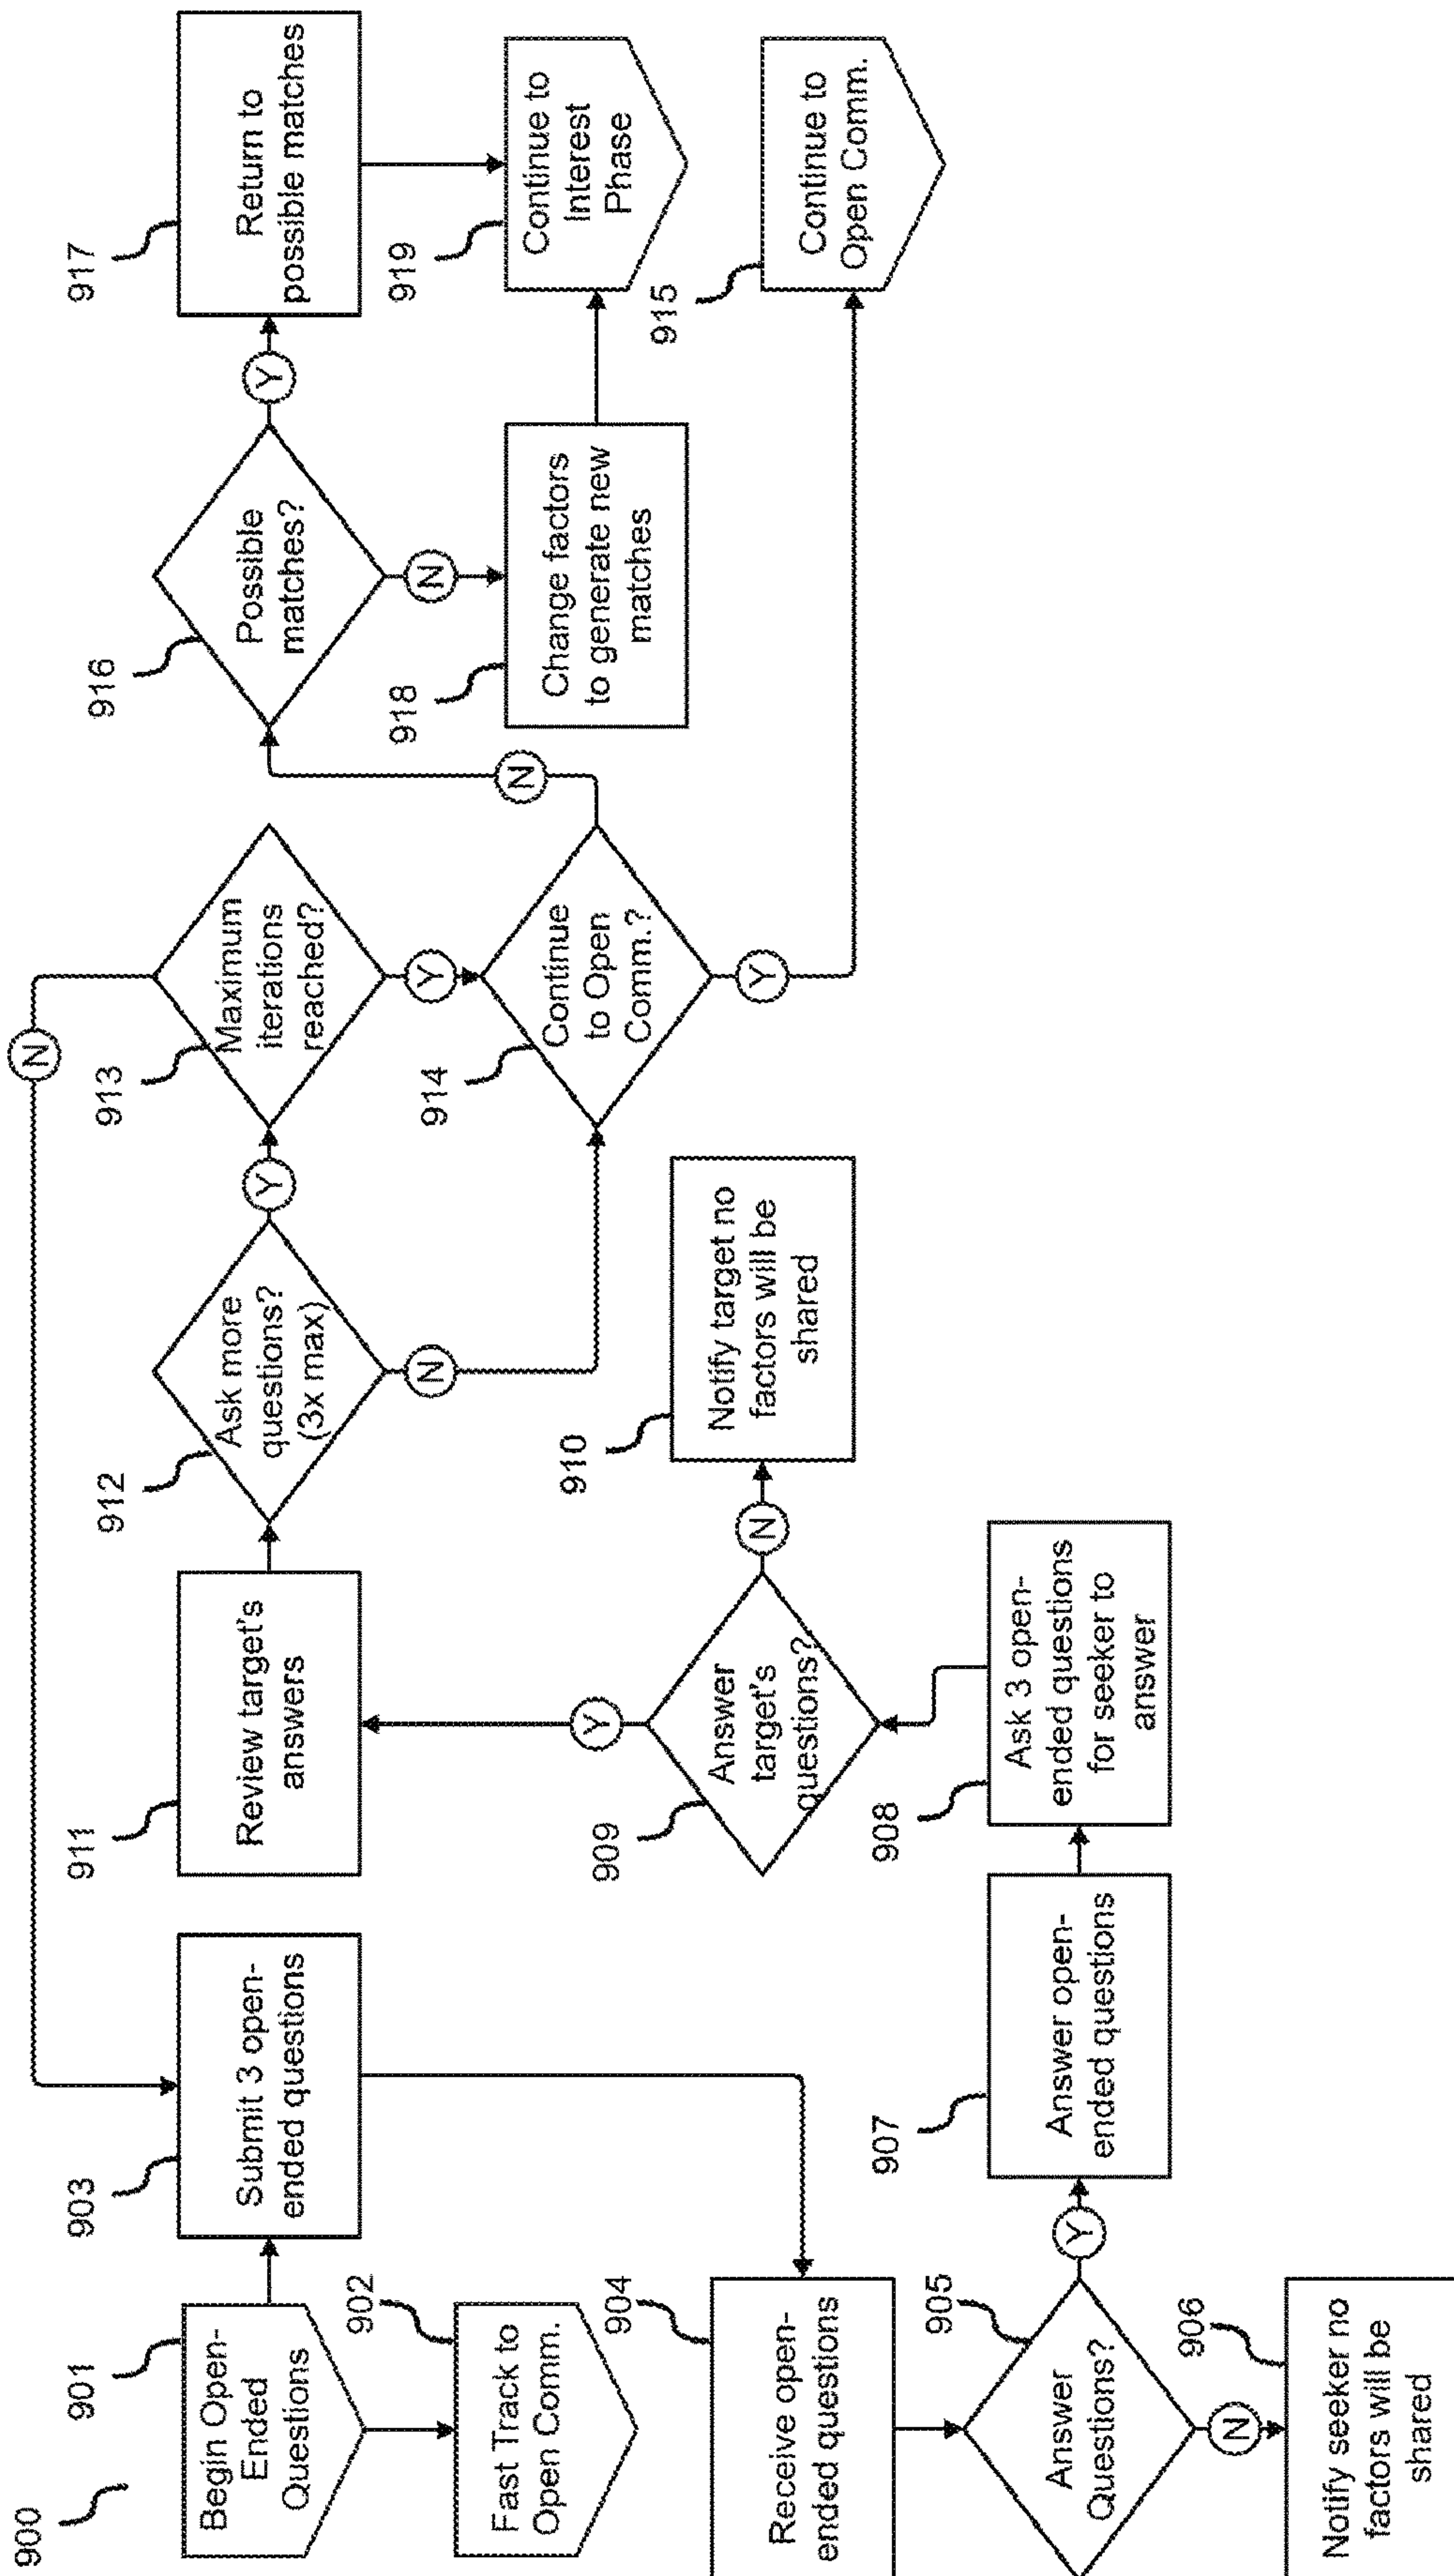 900
901
Begin Open-
Ended
Questions
902
Fast Track to
Open Comm.
903
Submit 3 open-
ended questions
904
Receive open-
ended questions
905
Answer
Questions?
N
906
Notify seeker no
factors will be
shared
Y
907
Answer open-
ended questions
908
Ask 3 open-
ended questions
for seeker to
answer
909
Answer
target's
questions?
N
910
Notify target no
factors will be
shared
Y
911
Review target's
answers
912
Ask more
questions?
(3x max)
Y
N
913
Maximum
iterations
reached?
N
Y
914
Continue
to Open
Comm.?
N
Y
915
Continue to
Open Comm.
916
Possible
matches?
Y
917
Return to
possible matches
N
918
Change factors
to generate new
matches
919
Continue to
Interest
Phase